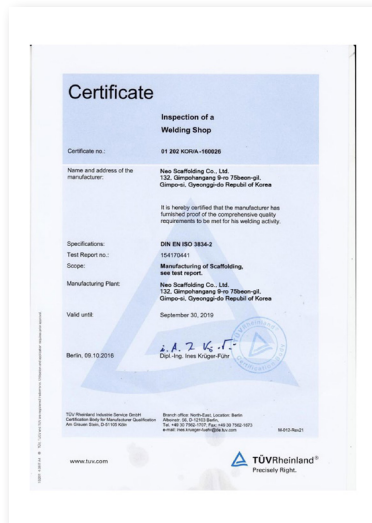 Certificate
Inspection of a
Welding Shop
Certificate no.:
01 202 KOR/A-160026
Name and address of the
manufacturer:
Neo Scaffolding Co., Ltd.
132, Gimpohangang 9-ro 75beon-gil,
Gimpo-si, Gyeonggi-do Republi of Korea
It is hereby certified that the manufacturer has
furnished proof of the comprehensive quality
requirements to be met for his welding activity.
Specifications:
DIN EN ISO 3834-2
Test Report no.:
154170441
Scope:
Manufacturing of Scaffolding,
see test report.
Manufacturing Plant:
Neo Scaffolding Co., Ltd.
132, Gimpohangang 9-ro 75beon-gil,
Gimpo-si, Gyeonggi-do Republi of Korea
Valid until:
September 30, 2019
Berlin, 09.10.2016
Dipl.-Ing. Ines Krüger-Führ
TÜV Rheinland Industrie Service GmbH
Certification Body for Manufacturer Qualification
Am Grauen Stein, D-51105 Köln
Branch office: North-East, Location: Berlin
D-12103 Berlin,
www.tuv.com
TÜVRheinland®
Precisely Right.